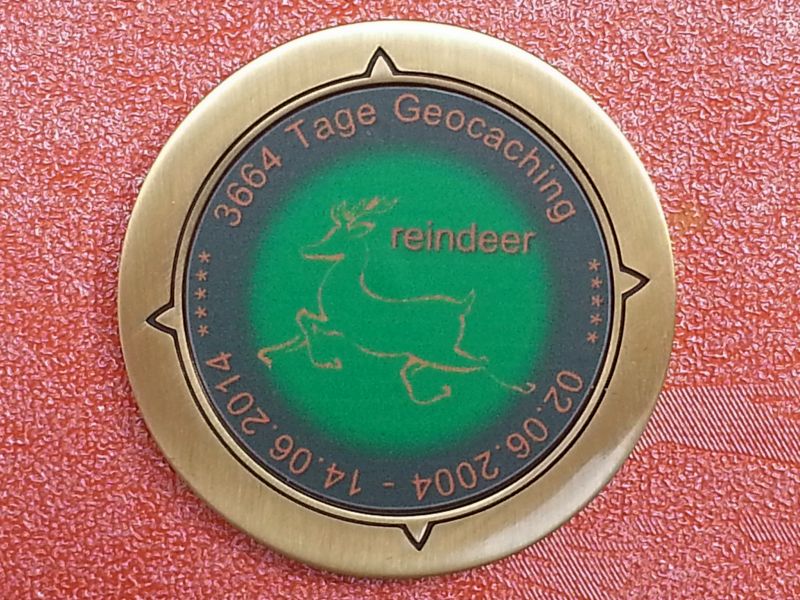 3664 Tage Geocaching
reindeer
***** 02.06.2004 - 14.06.2014 *****